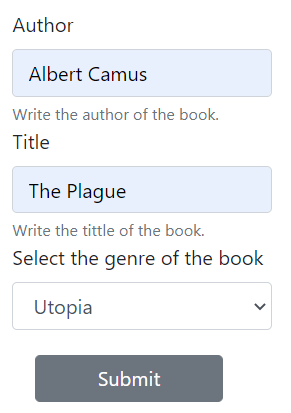 Author
Albert Camus
Write the author of the book.
Title
The Plague
Write the tittle of the book.
Select the genre of the book
Utopia
Submit